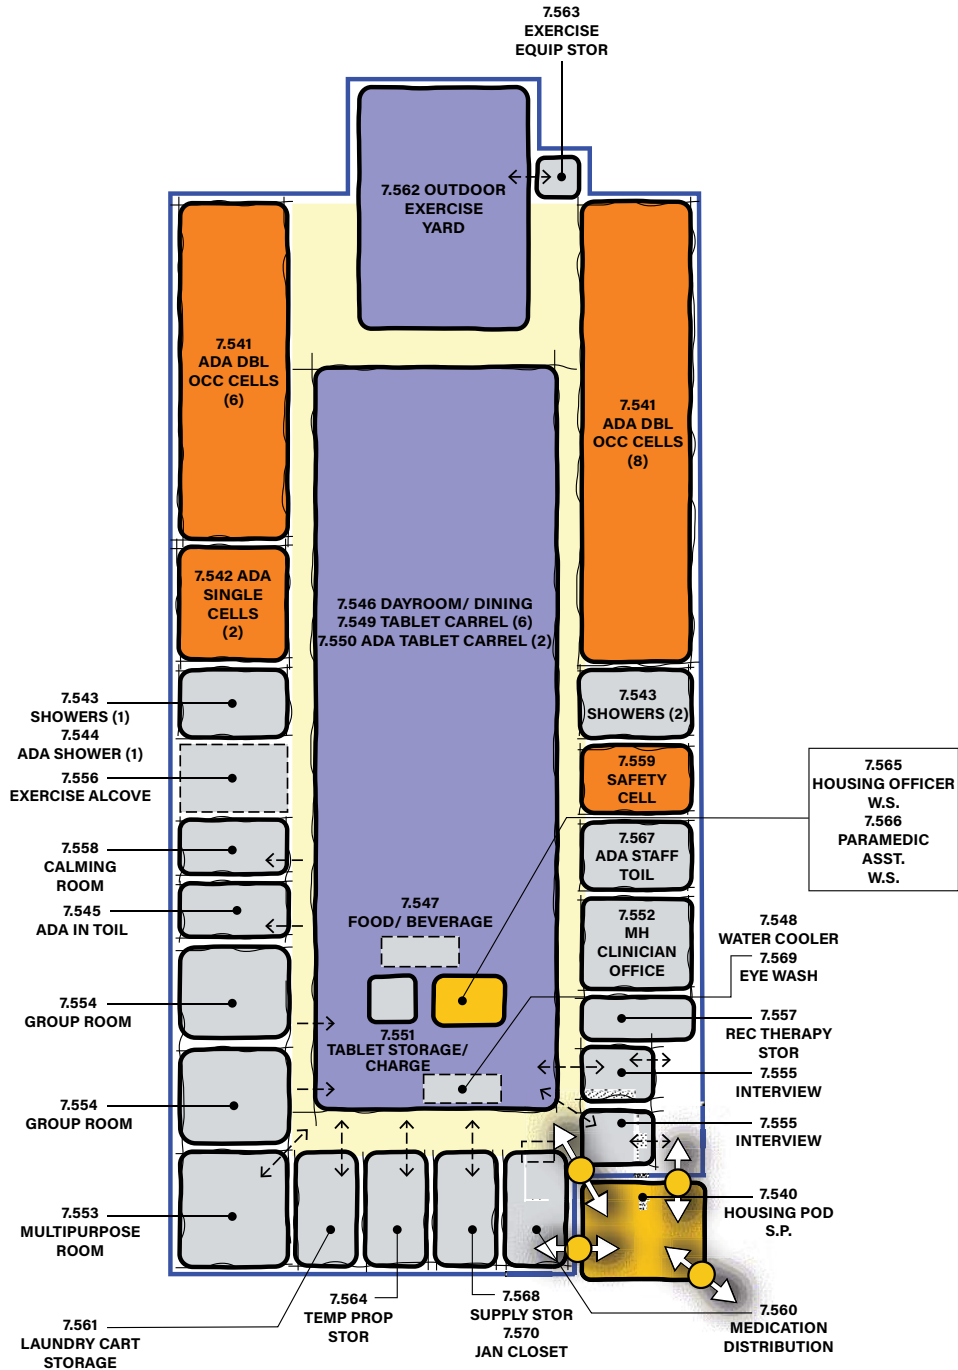 7.563
EXERCISE
EQUIP STOR
7.562 OUTDOOR
EXERCISE
YARD
7.541
ADA DBL
OCC CELLS
(6)
7.541
ADA DBL
OCC CELLS
(8)
7.542 ADA
SINGLE
CELLS
(2)
7.546 DAYROOM/ DINING
7.549 TABLET CARREL (6)
7.550 ADA TABLET CARREL (2)
7.543
SHOWERS (1)
7.544
ADA SHOWER (1)
7.556
EXERCISE ALCOVE
7.558
CALMING
ROOM
7.545
ADA IN TOIL
7.554
GROUP ROOM
7.554
GROUP ROOM
7.553
MULTIPURPOSE
ROOM
7.543
SHOWERS (2)
7.559
SAFETY
CELL
7.567
ADA STAFF
TOIL
7.552
MH
CLINICIAN
OFFICE
7.565
HOUSING OFFICER
W.S.
7.566
PARAMEDIC
ASST.
W.S.
7.547
FOOD/ BEVERAGE
7.551
TABLET STORAGE/
CHARGE
7.548
WATER COOLER
7.569
EYE WASH
7.557
REC THERAPY
STOR
7.555
INTERVIEW
7.555
INTERVIEW
7.540
HOUSING POD
S.P.
7.561
LAUNDRY CART
STORAGE
7.564
TEMP PROP
STOR
7.568
SUPPLY STOR
7.570
JAN CLOSET
7.560
MEDICATION
DISTRIBUTION